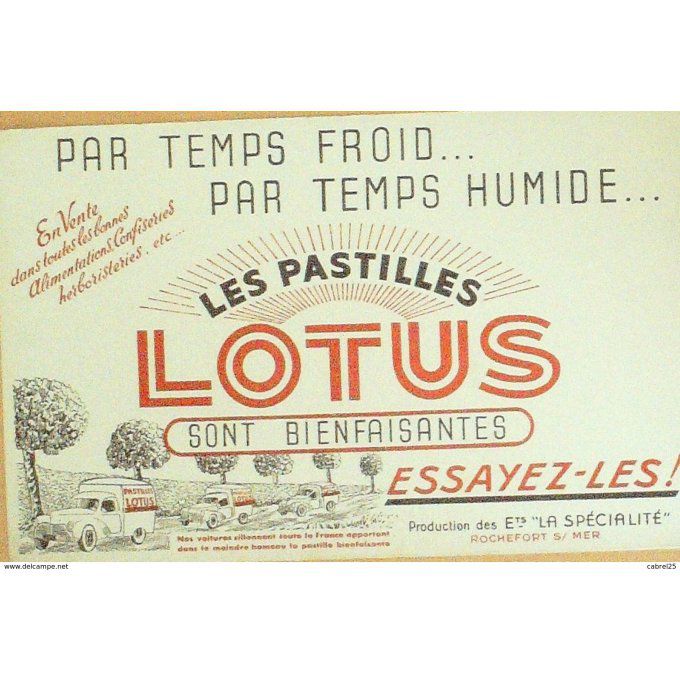 PAR TEMPS FROID...
PAR TEMPS HUMIDE...
En Vente
dans toutes les bonnes
Alimentations, Confiseries
herboristeries, etc...
LES PASTILLES
LOTUS
SONT BIENFAISANTES
ESSAYEZ-LES!
PASTILLES
LOTUS
Nos voitures sillonnent toute la France apportant
dans le moindre hameau la pastille bienfaisante
Production des ETS "LA SPÉCIALITÉ"
ROCHEFORT S/ MER
http://www.delcampe.net
cabrel25